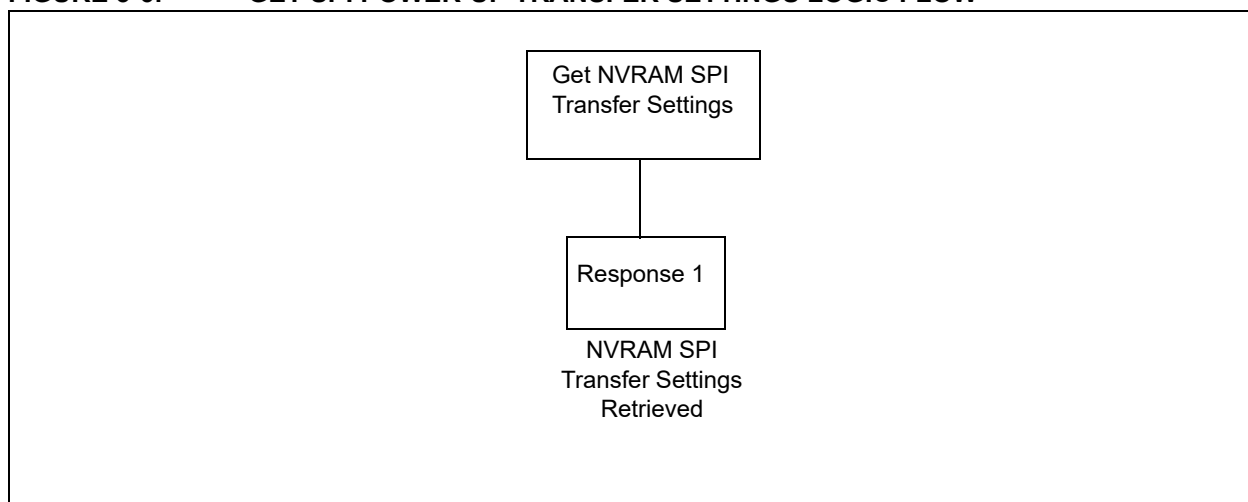 Get NVRAM SPI
Transfer Settings
Response 1
NVRAM SPI
Transfer Settings
Retrieved